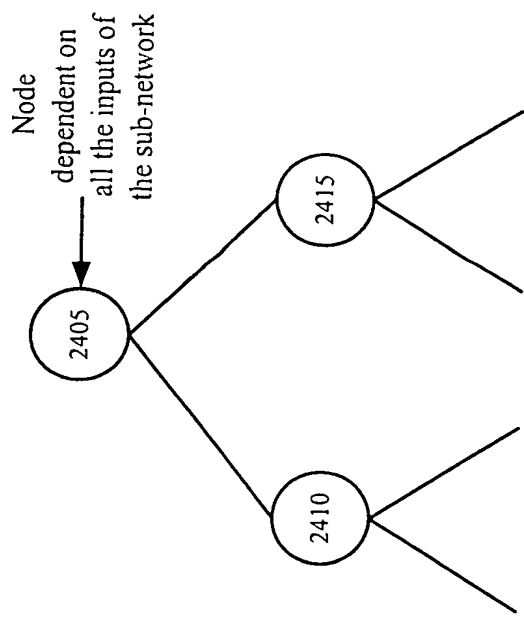 Node
dependent on
all the inputs of
the sub-network
2405
2410
2415